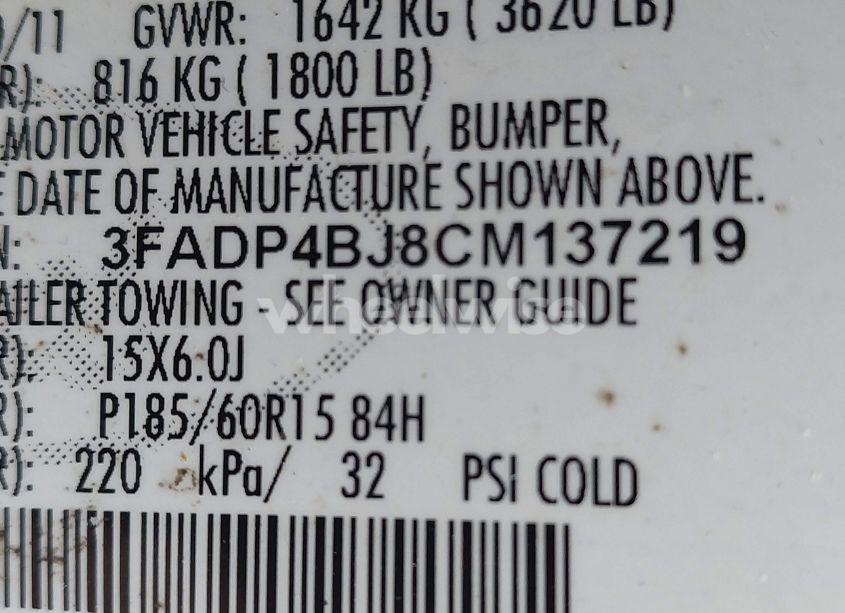 /11 GVWR: 1642 KG ( 3620 LB)
R): 816 KG ( 1800 LB)
MOTOR VEHICLE SAFETY, BUMPER,
E DATE OF MANUFACTURE SHOWN ABOVE.
N: 3FADP4BJ8CM137219
AILER TOWING - SEE OWNER GUIDE
wheelwise
R): 15X6.0J
R): P185/60R15 84H
R): 220 kPa/ 32 PSI COLD